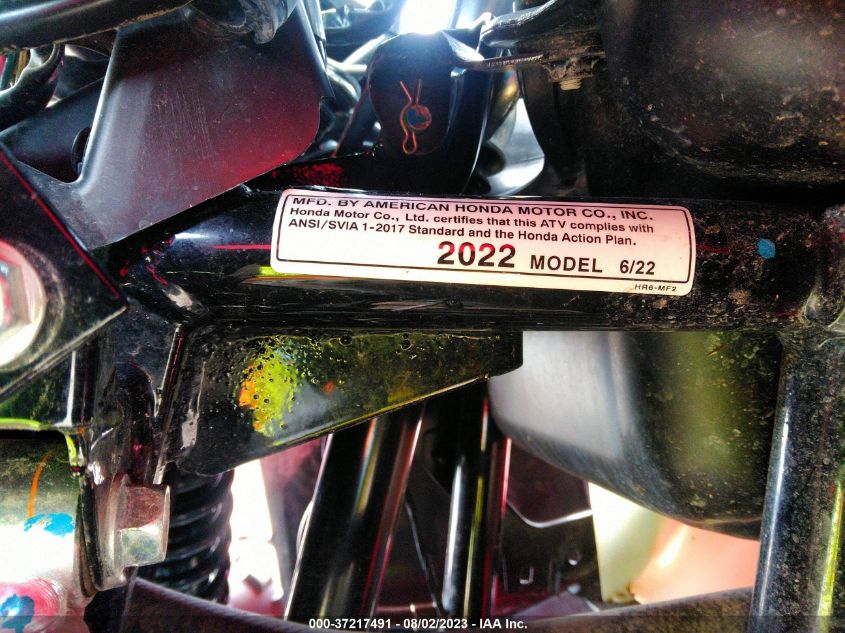 MFD. BY AMERICAN HONDA MOTOR CO., INC.
Honda Motor Co., Ltd. certifies that this ATV complies with
ANSI/SVIA 1-2017 Standard and the Honda Action Plan.
2022 MODEL 6/22
HR6-MF2
000-37217491 - 08/02/2023 - IAA Inc.